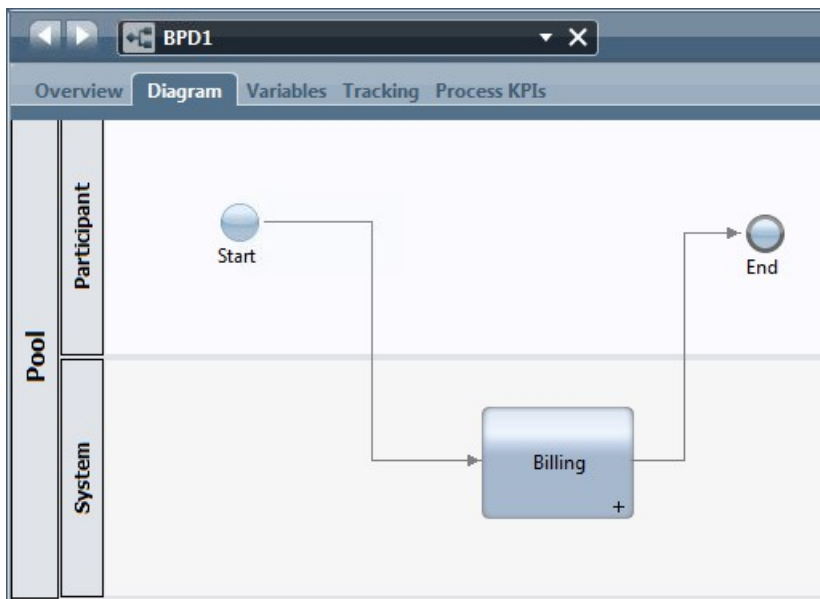 BPD1
Overview Diagram Variables Tracking Process KPIs
Pool
Participant
Start
End
System
Billing
+